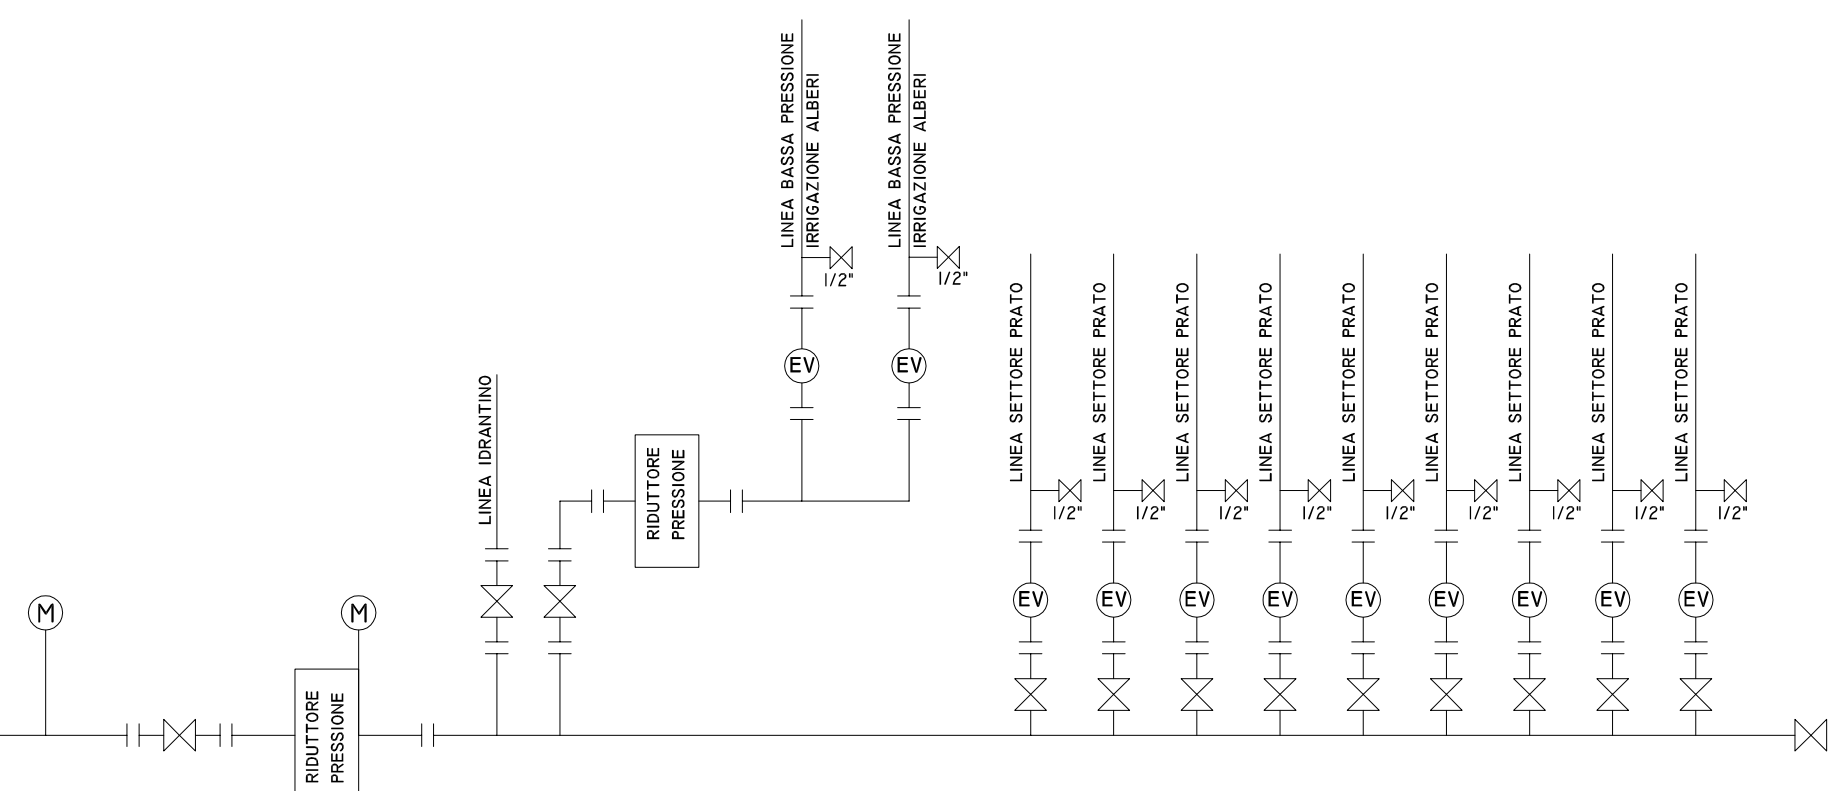 LINEA BASSA PRESSIONE
IRRIGAZIONE ALBERI
1/2"
EV
LINEA BASSA PRESSIONE
IRRIGAZIONE ALBERI
1/2"
EV
LINEA SETTORE PRATO
1/2"
EV
LINEA SETTORE PRATO
1/2"
EV
LINEA SETTORE PRATO
1/2"
EV
LINEA SETTORE PRATO
1/2"
EV
LINEA SETTORE PRATO
1/2"
EV
LINEA SETTORE PRATO
1/2"
EV
LINEA SETTORE PRATO
1/2"
EV
LINEA SETTORE PRATO
1/2"
EV
LINEA SETTORE PRATO
1/2"
EV
LINEA IDRANTINO
RIDUTTORE
PRESSIONE
M
M
RIDUTTORE
PRESSIONE